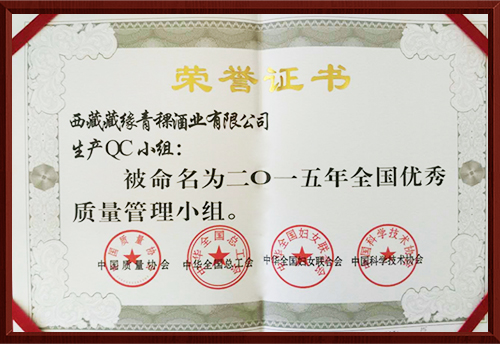 荣誉证书
西藏藏缘青稞酒业有限公司
生产QC小组：
被命名为二〇一五年全国优秀
质量管理小组。
中国质量协会 中华全国总工会 中华全国妇女联合会 中国科学技术协会